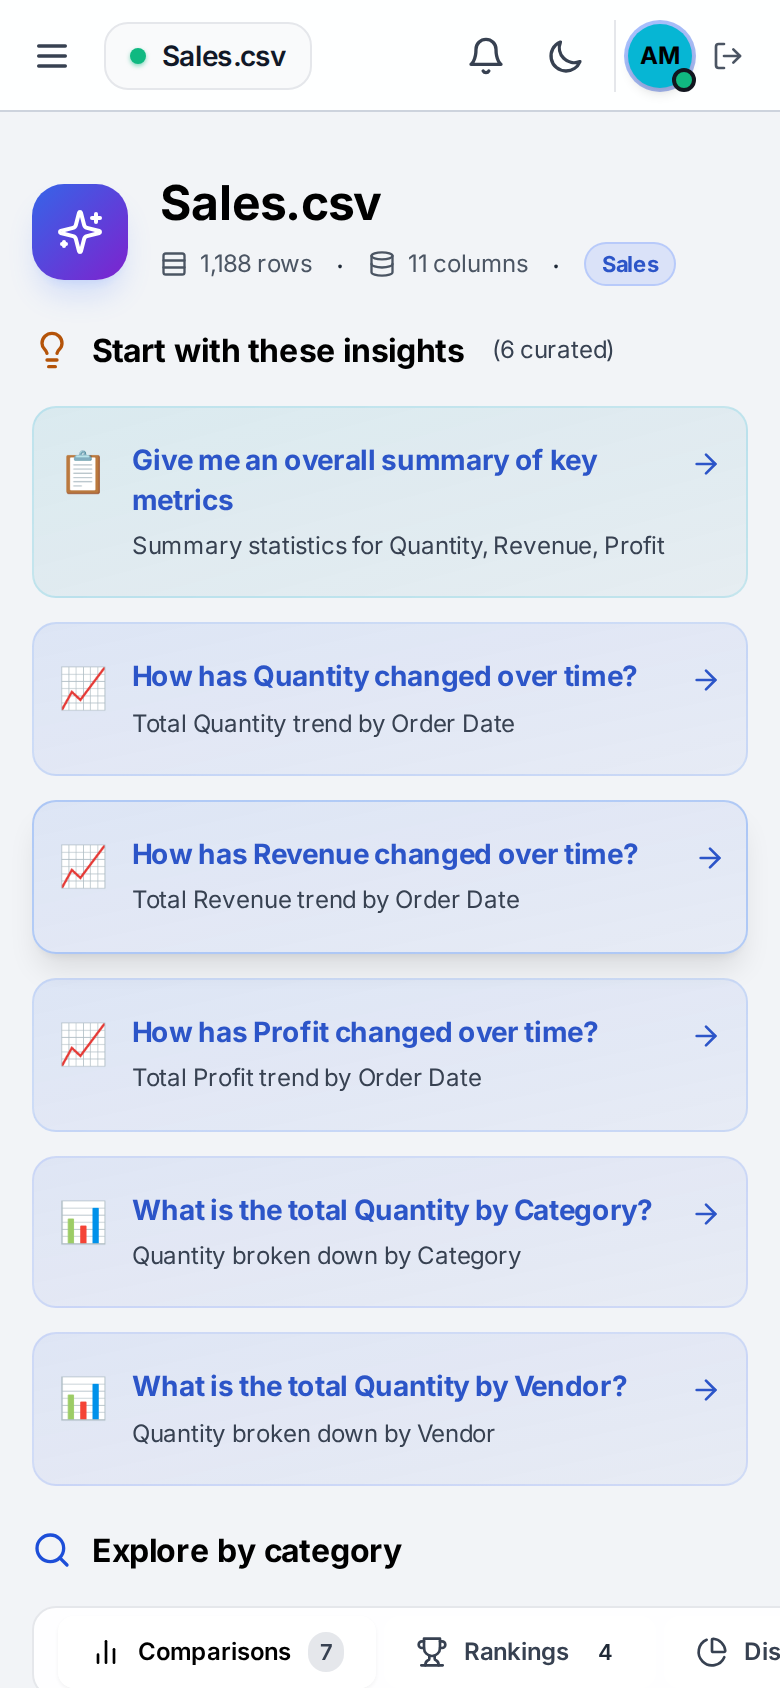 Sales.csv
AM
Sales.csv
1,188 rows • 11 columns • Sales
Start with these insights (6 curated)
Give me an overall summary of key
metrics
Summary statistics for Quantity, Revenue, Profit
How has Quantity changed over time?
Total Quantity trend by Order Date
How has Revenue changed over time?
Total Revenue trend by Order Date
How has Profit changed over time?
Total Profit trend by Order Date
What is the total Quantity by Category?
Quantity broken down by Category
What is the total Quantity by Vendor?
Quantity broken down by Vendor
Explore by category
Comparisons 7 Rankings 4 Dis